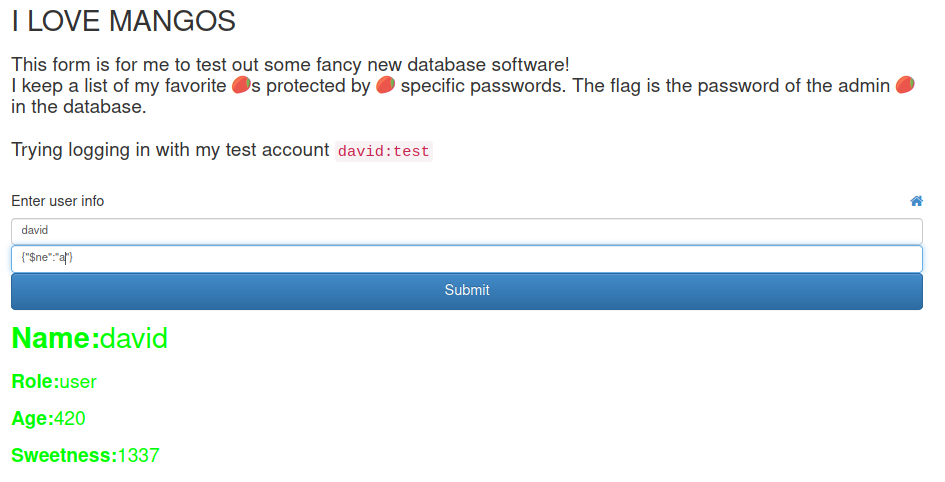 I LOVE MANGOS
This form is for me to test out some fancy new database software!
I keep a list of my favorite 🥭s protected by 🥭 specific passwords. The flag is the password of the admin 🥭
in the database.
Trying logging in with my test account david:test
Enter user info
david
{"$ne":"a"}
Submit
Name:david
Role:user
Age:420
Sweetness:1337